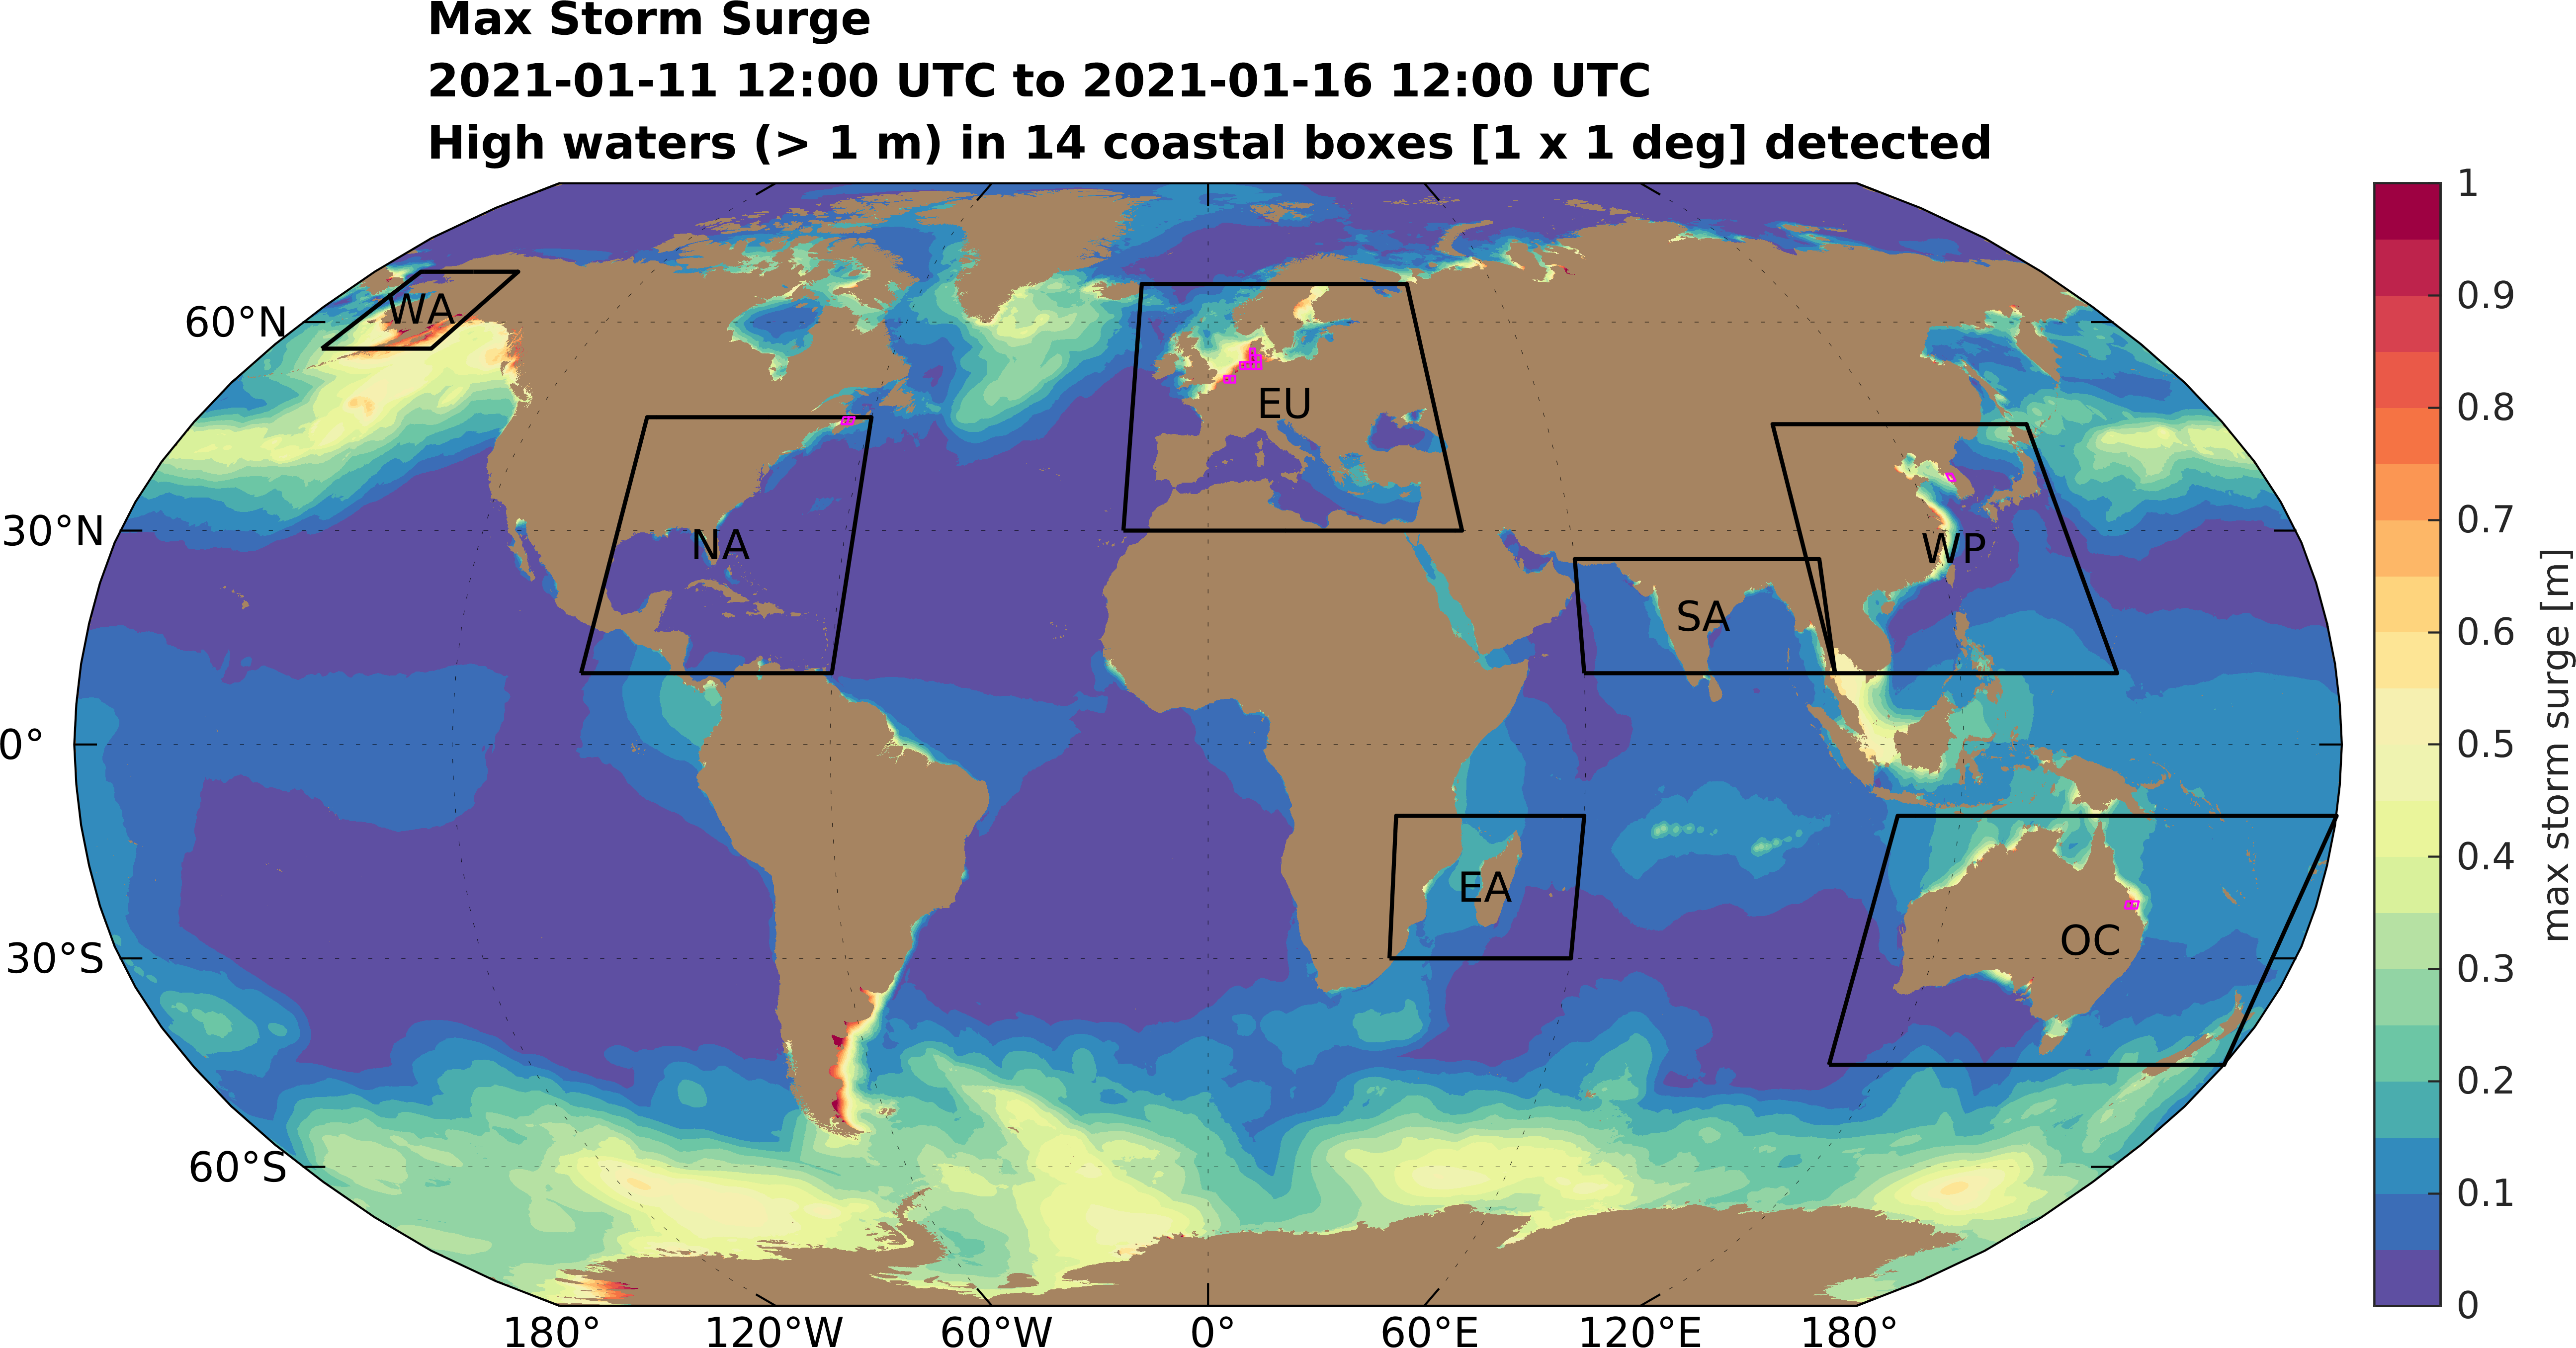 Max Storm Surge
2021-01-11 12:00 UTC to 2021-01-16 12:00 UTC
High waters (> 1 m) in 14 coastal boxes [1 x 1 deg] detected
60°N
30°N
0°
30°S
60°S
WA
NA
EU
SA
WP
EA
OC
180°
120°W
60°W
0°
60°E
120°E
180°
1
0.9
0.8
0.7
0.6
0.5
0.4
0.3
0.2
0.1
0
max storm surge [m]